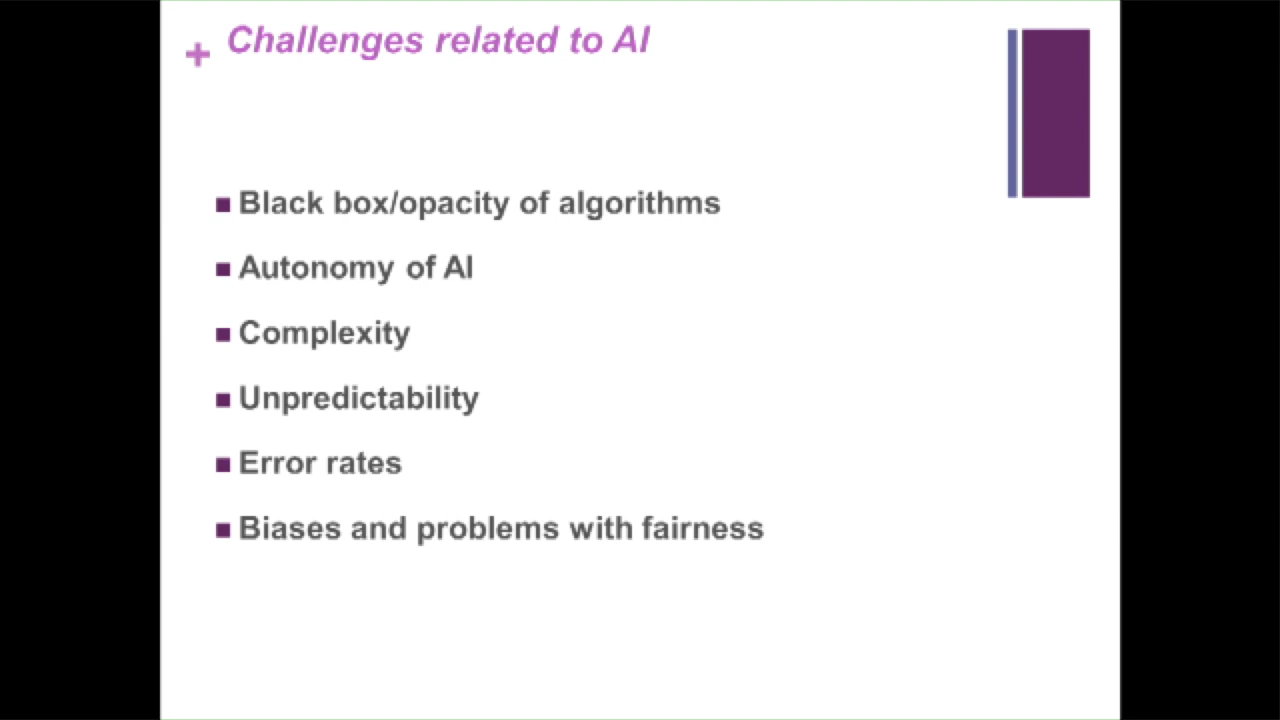 + Challenges related to AI
Black box/opacity of algorithms
Autonomy of AI
Complexity
Unpredictability
Error rates
Biases and problems with fairness